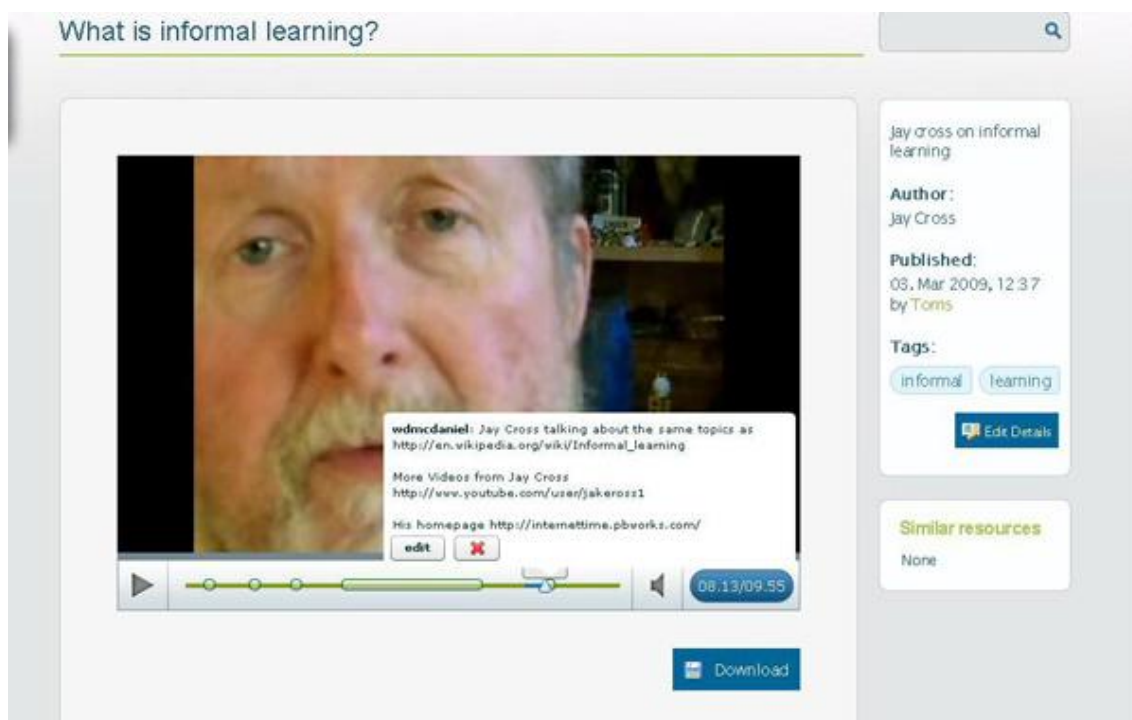 What is informal learning?
Jay cross on informal
learning
Author:
Jay Cross
Published:
03. Mar 2009, 12:37
by Toms
Tags:
informal learning
Edit Details
wdmcdaniel: Jay Cross talking about the same topics as
http://en.wikipedia.org/wiki/Informal_learning
More Videos from Jay Cross
http://www.youtube.com/user/jakeross1
His homepage http://internettime.pbworks.com/
edit
08.13/09.55
Download
Similar resources
None